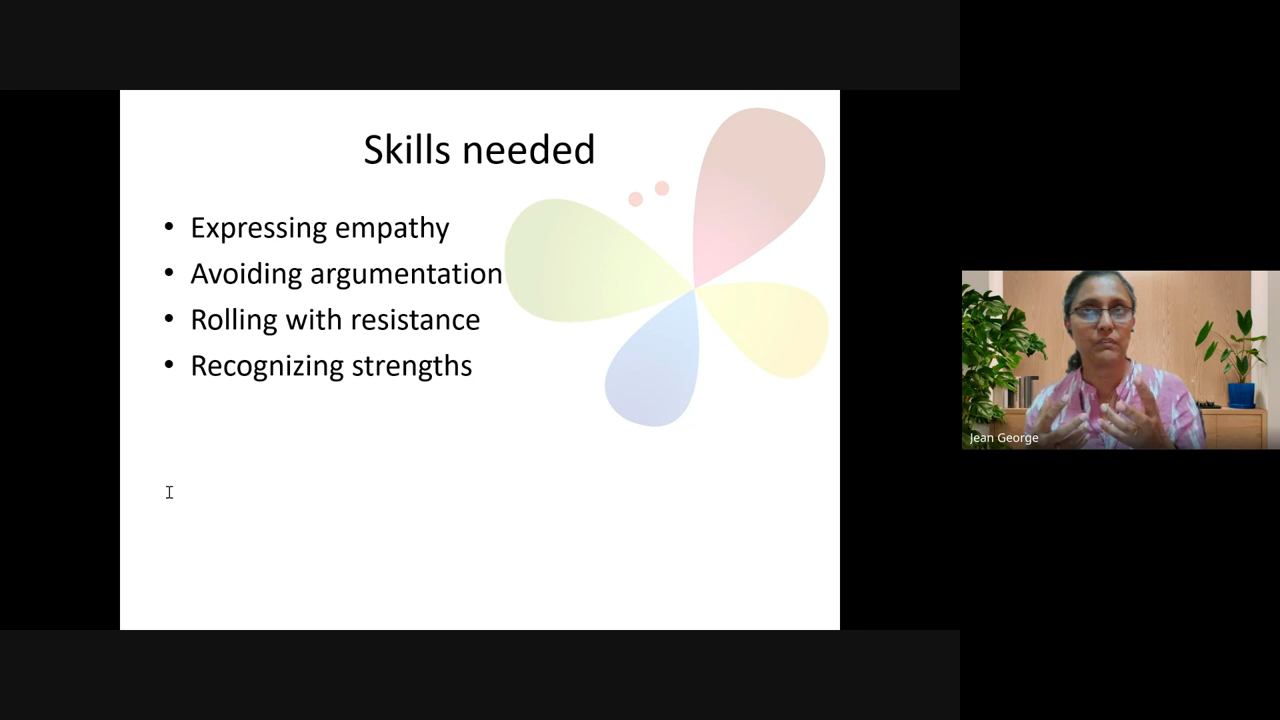 Skills needed
• Expressing empathy
• Avoiding argumentation
• Rolling with resistance
• Recognizing strengths
Jean George